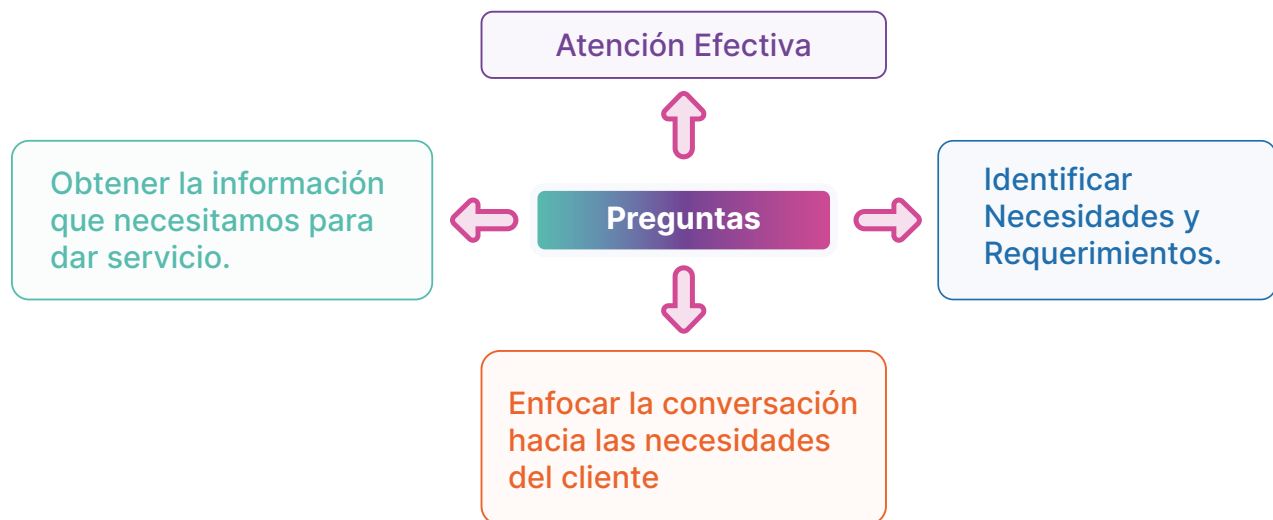 Atención Efectiva
Obtener la información
que necesitamos para
dar servicio.
Preguntas
Identificar
Necesidades y
Requerimientos.
Enfocar la conversación
hacia las necesidades
del cliente